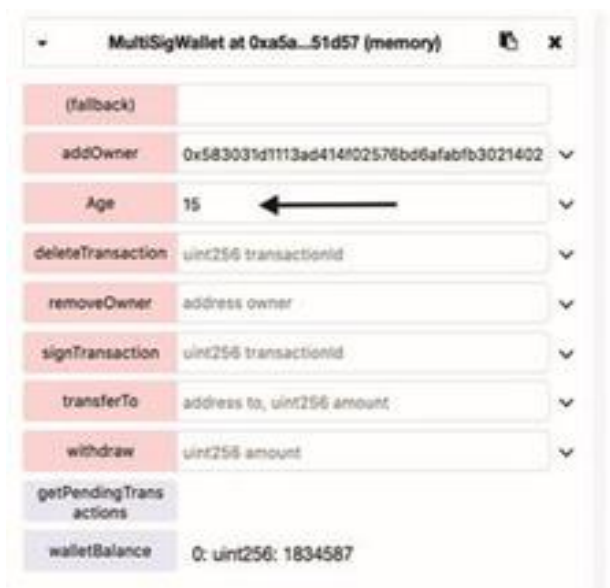 MultiSigWallet at 0xa5a...51d57 (memory)
(fallback)
addOwner 0x583031d1113ad414f02576bd6afabfb3021402
Age 15
deleteTransaction uint256 transactionId
removeOwner address owner
signTransaction uint256 transactionId
transferTo address to, uint256 amount
withdraw uint256 amount
getPendingTrans
actions
walletBalance 0: uint256: 1834587